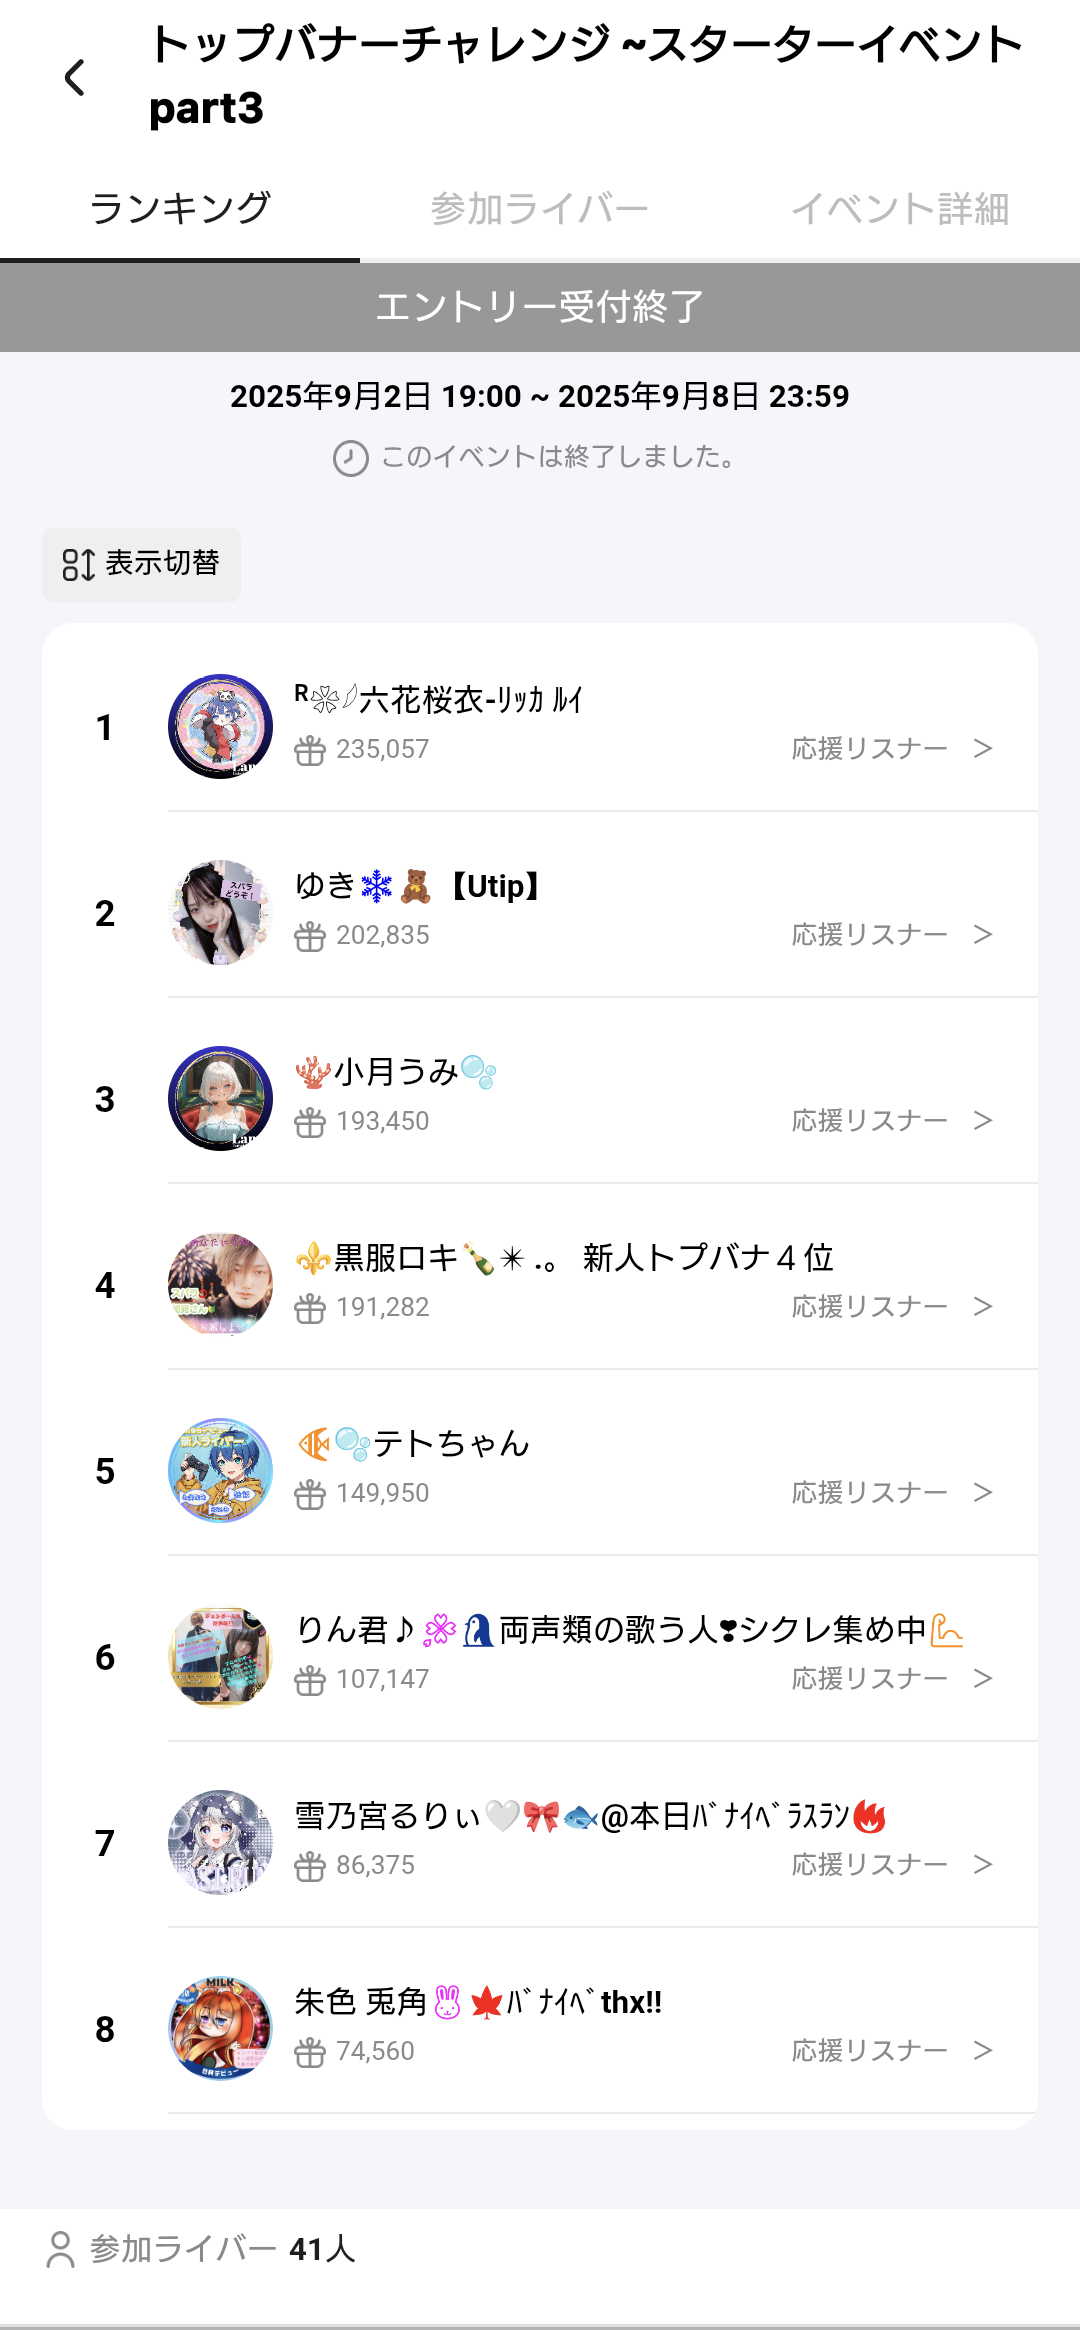 トップバナーチャレンジ ~スターターイベント
part3
ランキング 参加ライバー イベント詳細
エントリー受付終了
2025年9月2日 19:00 ~ 2025年9月8日 23:59
このイベントは終了しました。
表示切替
1
ᴿ❀𓂃六花桜衣-ﾘｯｶ ﾙｲ
235,057 応援リスナー >
2
ゆき❄🧸【Utip】
202,835 応援リスナー >
3
🪸小月うみ🫧
193,450 応援リスナー >
4
⚜️黒服ロキ🍾✴︎ .。 新人トプバナ４位
191,282 応援リスナー >
5
🐠🫧テトちゃん
149,950 応援リスナー >
6
りん君♪🌸🐧両声類の歌う人❣シクレ集め中💪
107,147 応援リスナー >
7
雪乃宮るりぃ🤍🎀🐟@本日ﾊﾞﾅｲﾍﾞﾗｽﾗﾝ🔥
86,375 応援リスナー >
8
朱色 兎角🐰🍁ﾊﾞﾅｲﾍﾞthx!!
74,560 応援リスナー >
参加ライバー 41人